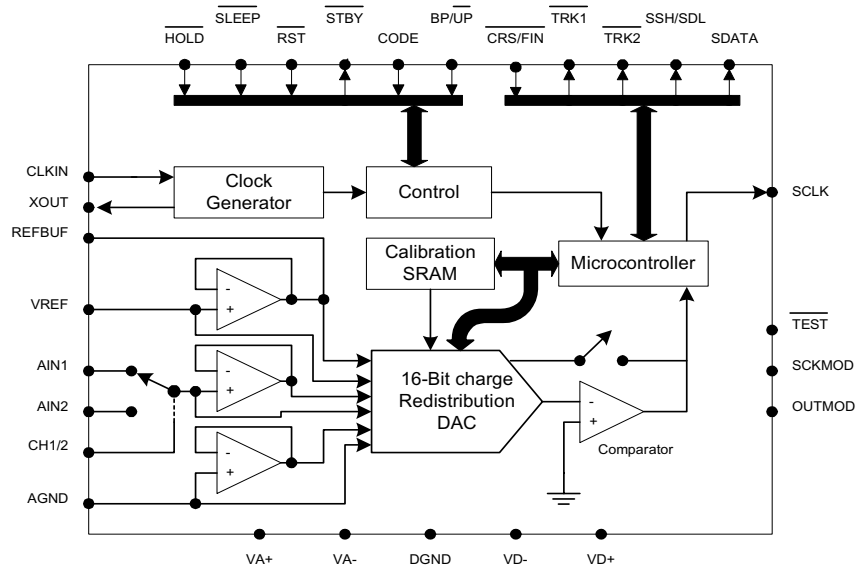 HOLD
SLEEP
RST
STBY
CODE
BP/UP
CRS/FIN
TRK1
TRK2
SSH/SDL
SDATA
CLKIN
XOUT
REFBUF
VREF
AIN1
AIN2
CH1/2
AGND
Clock
Generator
Control
Calibration
SRAM
Microcontroller
-
+
-
+
-
+
16-Bit charge
Redistribution
DAC
-
+
Comparator
SCLK
TEST
SCKMOD
OUTMOD
VA+
VA-
DGND
VD-
VD+